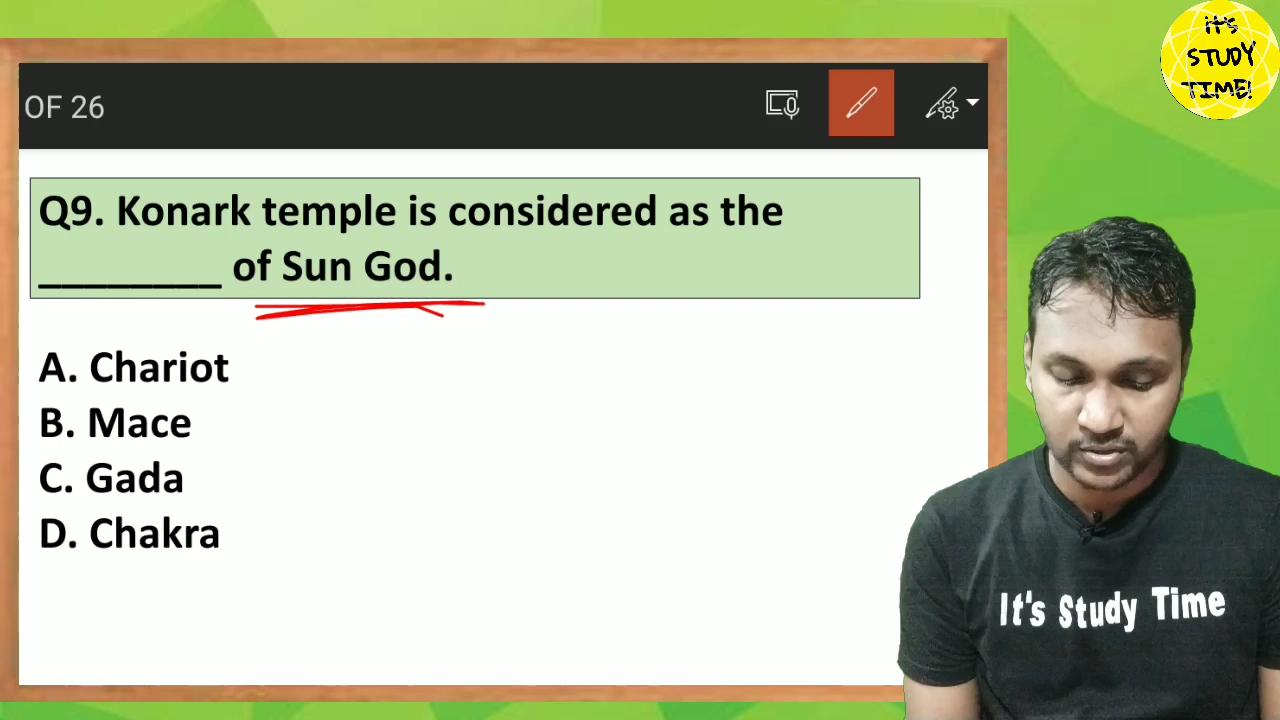 IT'S
STUDY
TIME!
OF 26
Q9. Konark temple is considered as the
________ of Sun God.
A. Chariot
B. Mace
C. Gada
D. Chakra
It's Study Time